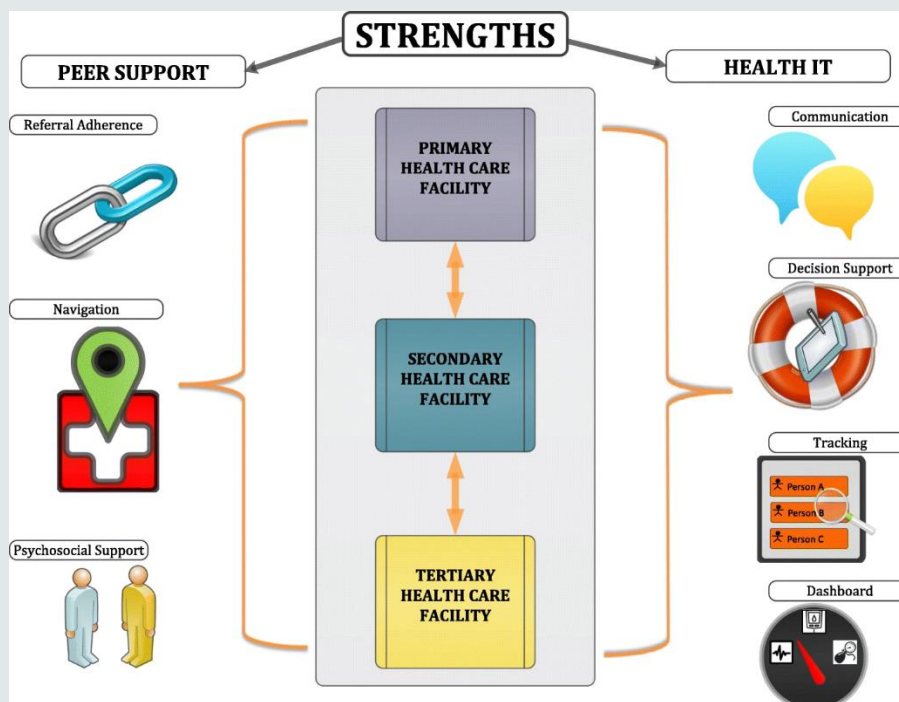 STRENGTHS
PEER SUPPORT
HEALTH IT
Referral Adherence
Navigation
Psychosocial Support
PRIMARY
HEALTH CARE
FACILITY
SECONDARY
HEALTH CARE
FACILITY
TERTIARY
HEALTH CARE
FACILITY
Communication
Decision Support
Tracking
Person A
Person B
Person C
Dashboard